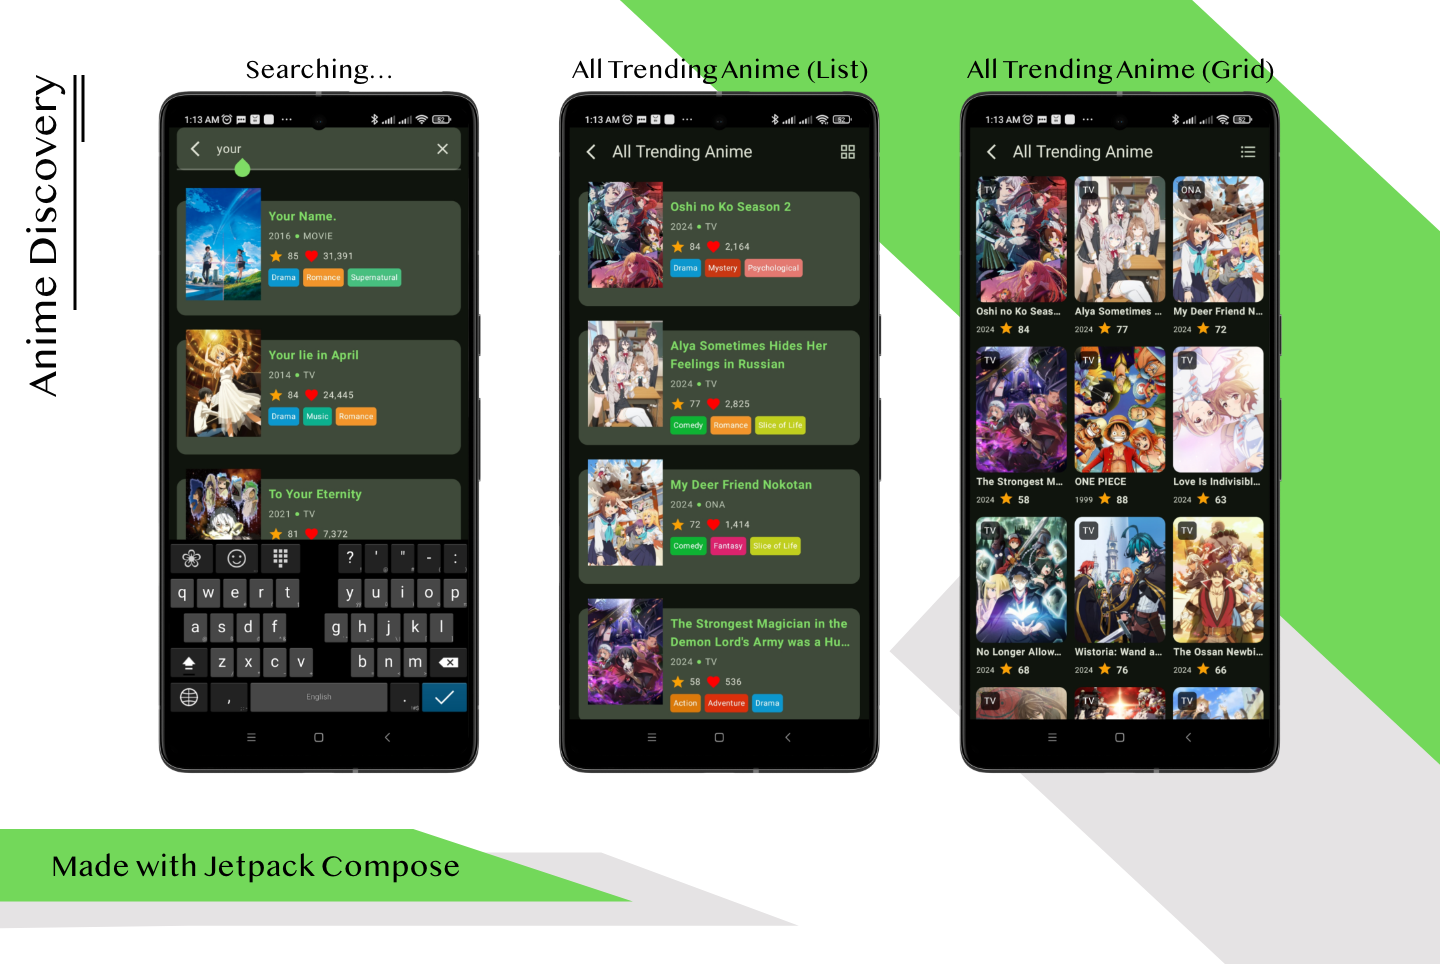 Anime Discovery
Searching...
1:13 AM
52
your
Your Name.
2016 • MOVIE
85 31,391
Drama Romance Supernatural
Your lie in April
2014 • TV
84 24,445
Drama Music Romance
To Your Eternity
2021 • TV
81 7,372
? ' " - :
q w e r t y u i o p
a s d f g h j k l
z x c v b n m
, English .
All Trending Anime (List)
1:13 AM
52
All Trending Anime
Oshi no Ko Season 2
2024 • TV
84 2,164
Drama Mystery Psychological
Alya Sometimes Hides Her
Feelings in Russian
2024 • TV
77 2,825
Comedy Romance Slice of Life
My Deer Friend Nokotan
2024 • ONA
72 1,414
Comedy Fantasy Slice of Life
The Strongest Magician in the
Demon Lord's Army was a Hu...
2024 • TV
58 536
Action Adventure Drama
All Trending Anime (Grid)
1:13 AM
52
All Trending Anime
TV TV ONA
Oshi no Ko Seas... Alya Sometimes ... My Deer Friend N...
2024 84 2024 77 2024 72
TV TV TV
The Strongest M... ONE PIECE Love Is Indivisibl...
2024 58 1999 88 2024 63
TV TV TV
No Longer Allow... Wistoria: Wand a... The Ossan Newbi...
2024 68 2024 76 2024 66
TV TV TV
Made with Jetpack Compose